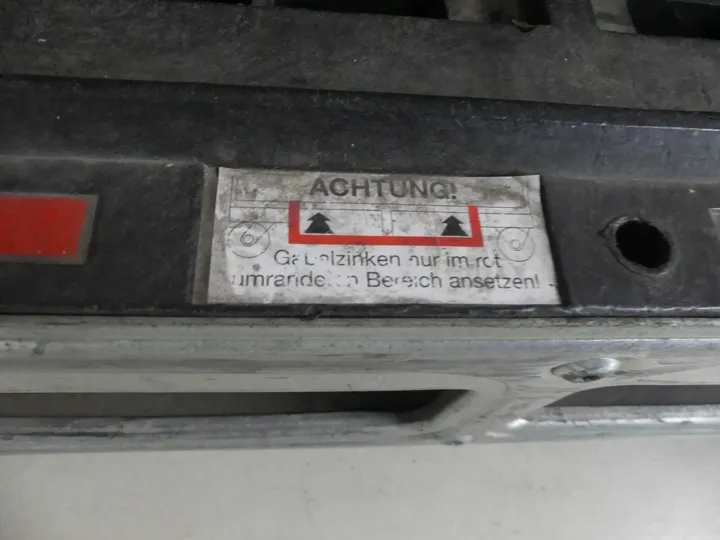 ACHTUNG!
Gabelzinken nur im rot
umrandeten Bereich ansetzen!